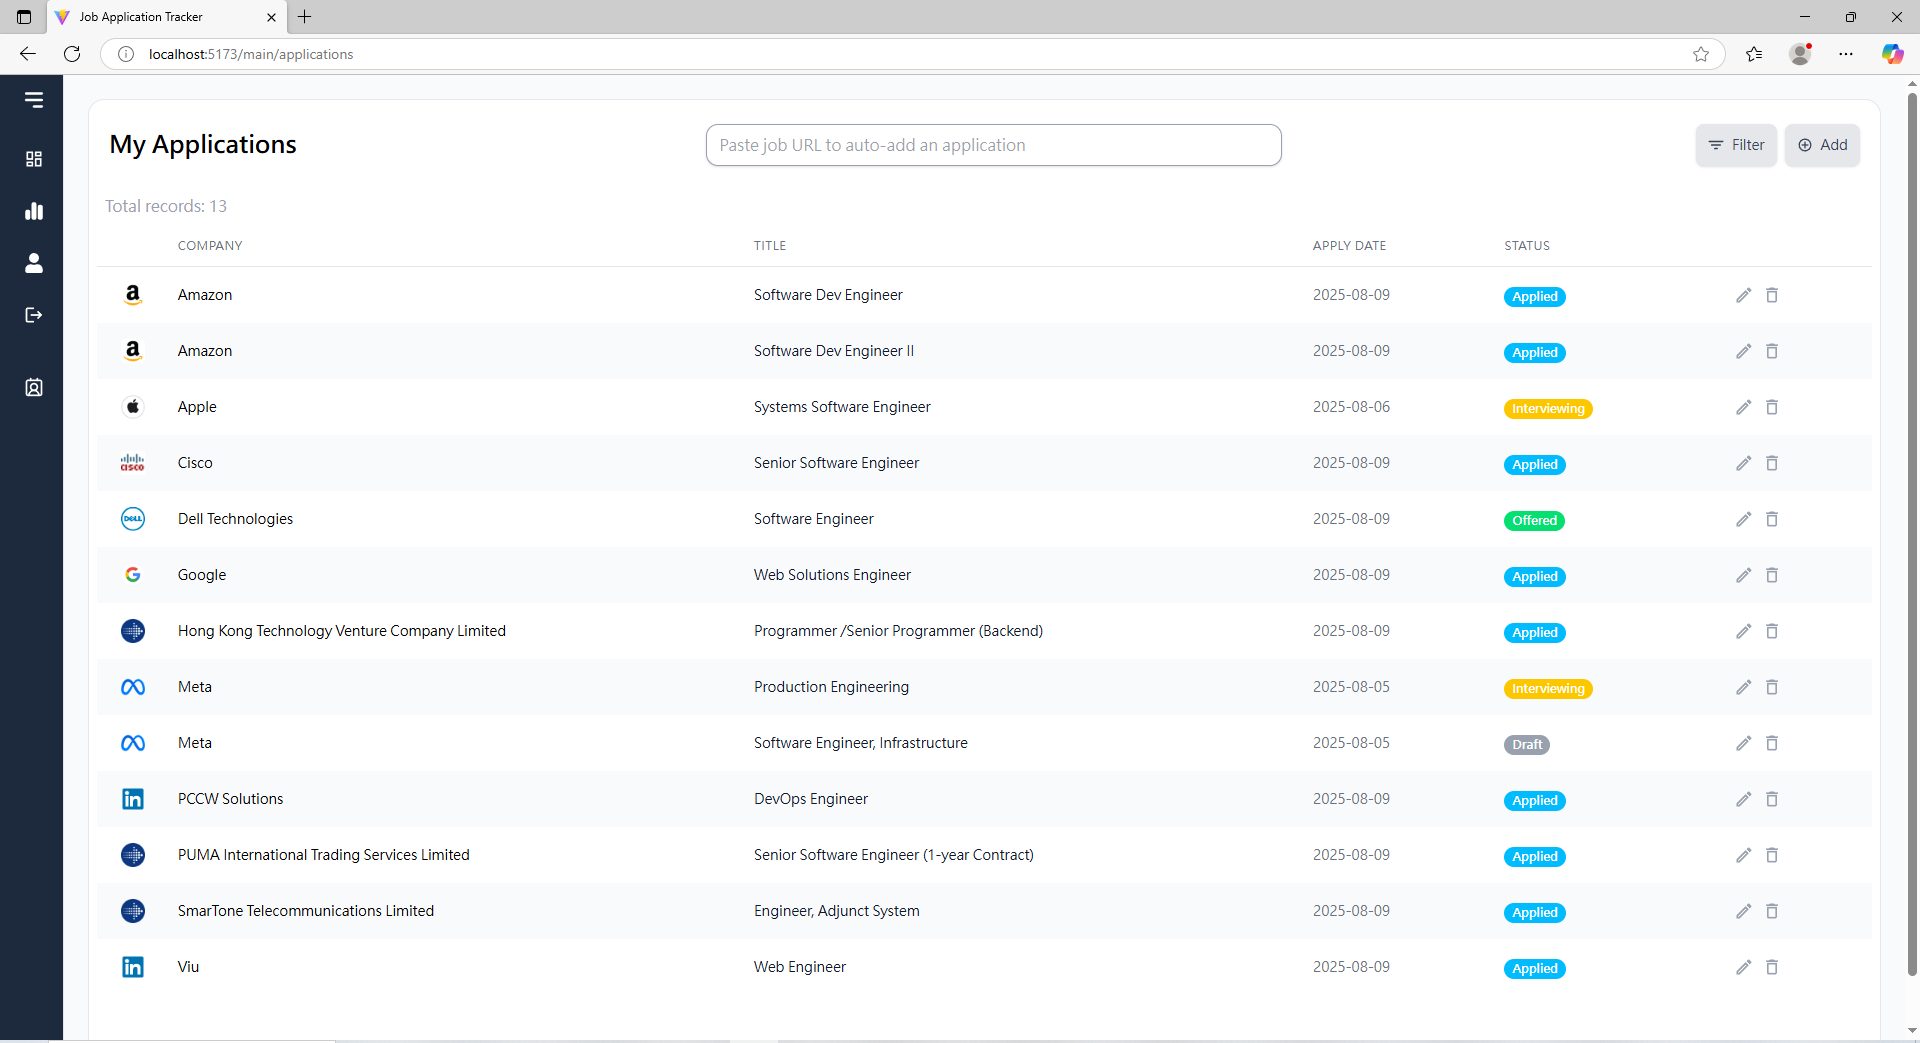 Job Application Tracker
localhost:5173/main/applications
My Applications
Paste job URL to auto-add an application
Filter
Add
Total records: 13
COMPANY TITLE APPLY DATE STATUS
a Amazon Software Dev Engineer 2025-08-09 Applied
a Amazon Software Dev Engineer II 2025-08-09 Applied
Apple Systems Software Engineer 2025-08-06 Interviewing
CISCO Cisco Senior Software Engineer 2025-08-09 Applied
DELL Dell Technologies Software Engineer 2025-08-09 Offered
G Google Web Solutions Engineer 2025-08-09 Applied
Hong Kong Technology Venture Company Limited Programmer /Senior Programmer (Backend) 2025-08-09 Applied
Meta Production Engineering 2025-08-05 Interviewing
Meta Software Engineer, Infrastructure 2025-08-05 Draft
in PCCW Solutions DevOps Engineer 2025-08-09 Applied
PUMA International Trading Services Limited Senior Software Engineer (1-year Contract) 2025-08-09 Applied
SmarTone Telecommunications Limited Engineer, Adjunct System 2025-08-09 Applied
in Viu Web Engineer 2025-08-09 Applied